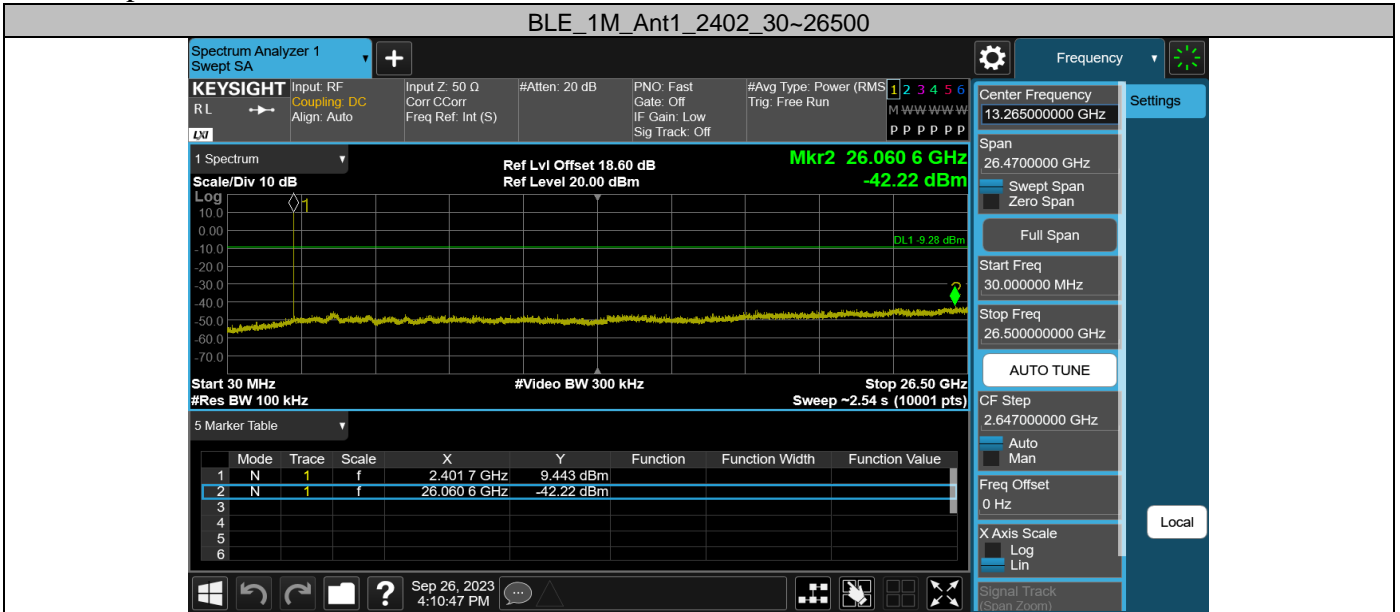 BLE_1M_Ant1_2402_30~26500
Spectrum Analyzer 1
Swept SA
Frequency
KEYSIGHT
RL
LXI
Input: RF
Coupling: DC
Align: Auto
Input Z: 50 Ω
Corr CCorr
Freq Ref: Int (S)
#Atten: 20 dB
PNO: Fast
Gate: Off
IF Gain: Low
Sig Track: Off
#Avg Type: Power (RMS
Trig: Free Run
1 2 3 4 5 6
M W W W W W
P P P P P P
1 Spectrum
Scale/Div 10 dB
Ref Lvl Offset 18.60 dB
Ref Level 20.00 dBm
Mkr2 26.060 6 GHz
-42.22 dBm
Log
10.0
0.00
-10.0
-20.0
-30.0
-40.0
-50.0
-60.0
-70.0
1
DL1 -9.28 dBm
2
Start 30 MHz
#Res BW 100 kHz
#Video BW 300 kHz
Stop 26.50 GHz
Sweep ~2.54 s (10001 pts)
5 Marker Table
Mode Trace Scale X Y Function Function Width Function Value
1 N 1 f 2.401 7 GHz 9.443 dBm
2 N 1 f 26.060 6 GHz -42.22 dBm
3
4
5
6
Sep 26, 2023
4:10:47 PM
Center Frequency
13.265000000 GHz
Span
26.4700000 GHz
Swept Span
Zero Span
Full Span
Start Freq
30.000000 MHz
Stop Freq
26.500000000 GHz
AUTO TUNE
CF Step
2.647000000 GHz
Auto
Man
Freq Offset
0 Hz
X Axis Scale
Log
Lin
Signal Track
(Span Zoom)
Settings
Local